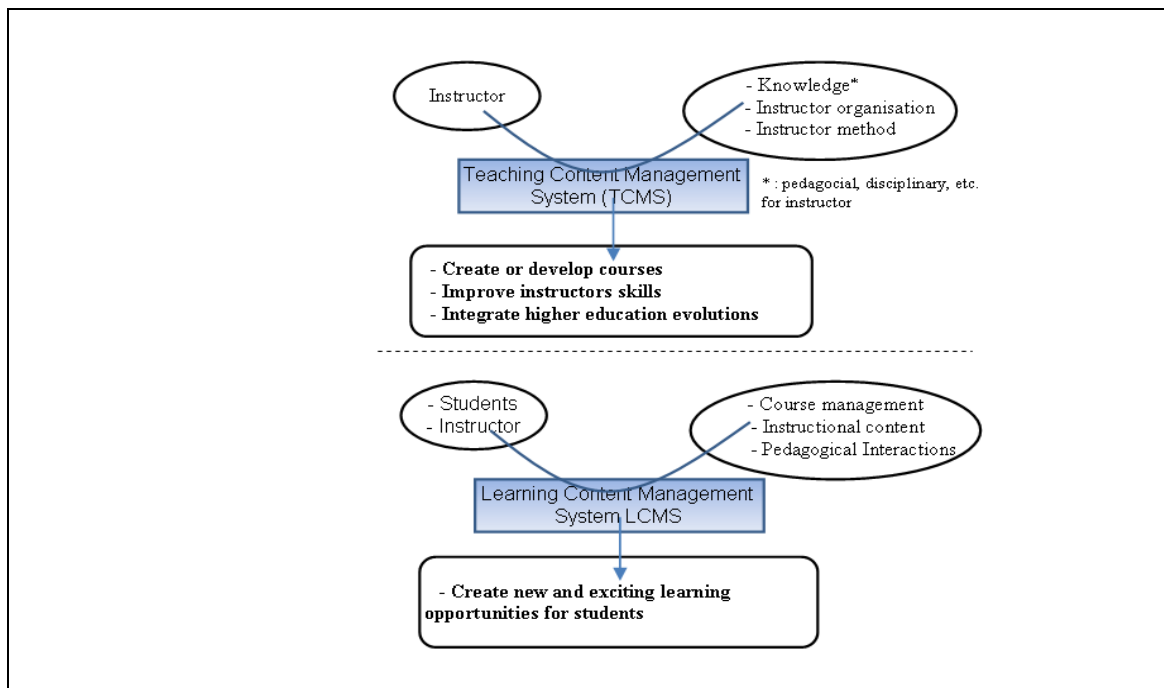 Instructor
- Knowledge*
- Instructor organisation
- Instructor method
Teaching Content Management
System (TCMS)
* : pedagocial, disciplinary, etc.
for instructor
- Create or develop courses
- Improve instructors skills
- Integrate higher education evolutions
- Students
- Instructor
- Course management
- Instructional content
- Pedagogical Interactions
Learning Content Management
System LCMS
- Create new and exciting learning
opportunities for students